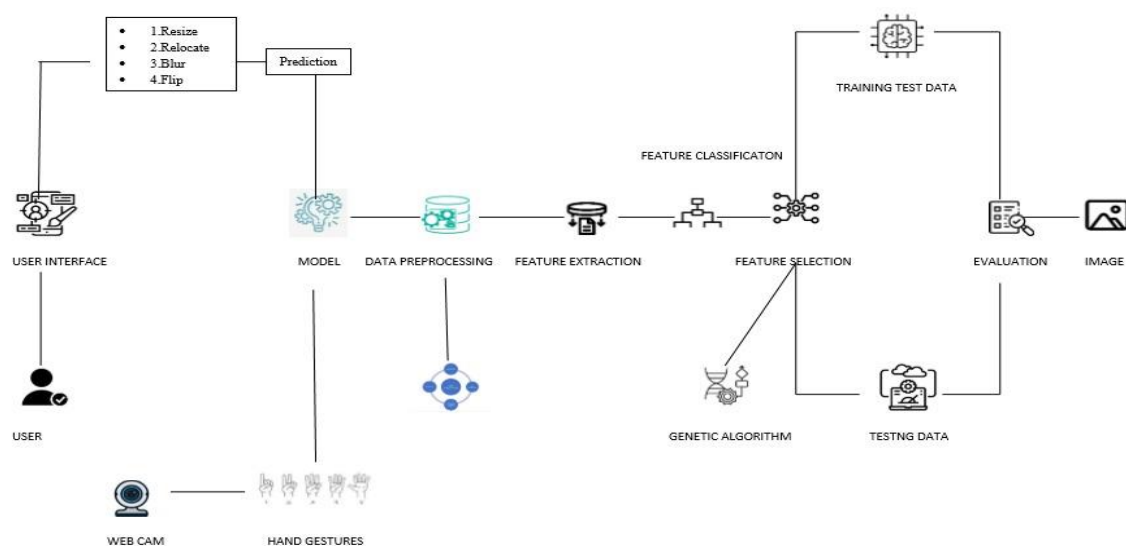 1.Resize
2.Relocate
3.Blur
4.Flip
Prediction
TRAINING TEST DATA
FEATURE CLASSIFICATON
USER INTERFACE
MODEL
DATA PREPROCESSING
FEATURE EXTRACTION
FEATURE SELECTION
EVALUATION
IMAGE
USER
GENETIC ALGORITHM
TESTNG DATA
WEB CAM
HAND GESTURES